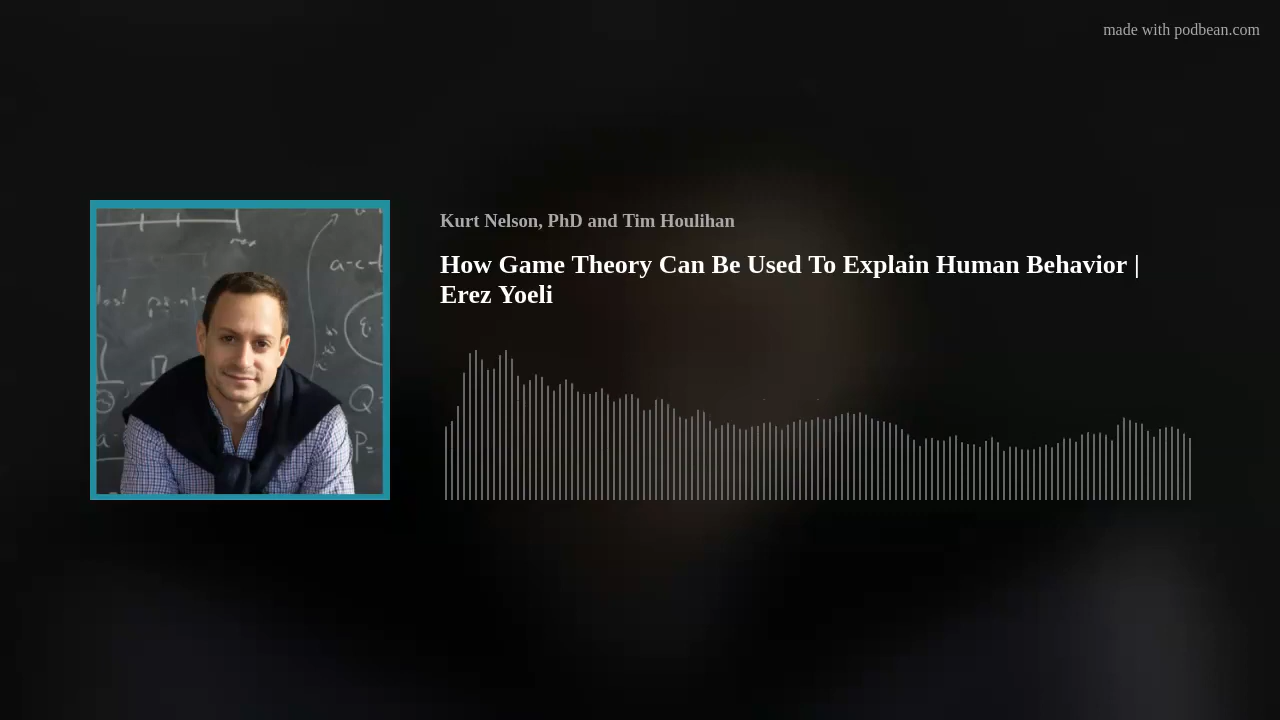 made with podbean.com
Kurt Nelson, PhD and Tim Houlihan
How Game Theory Can Be Used To Explain Human Behavior |
Erez Yoeli
a-c-t
Q
P=